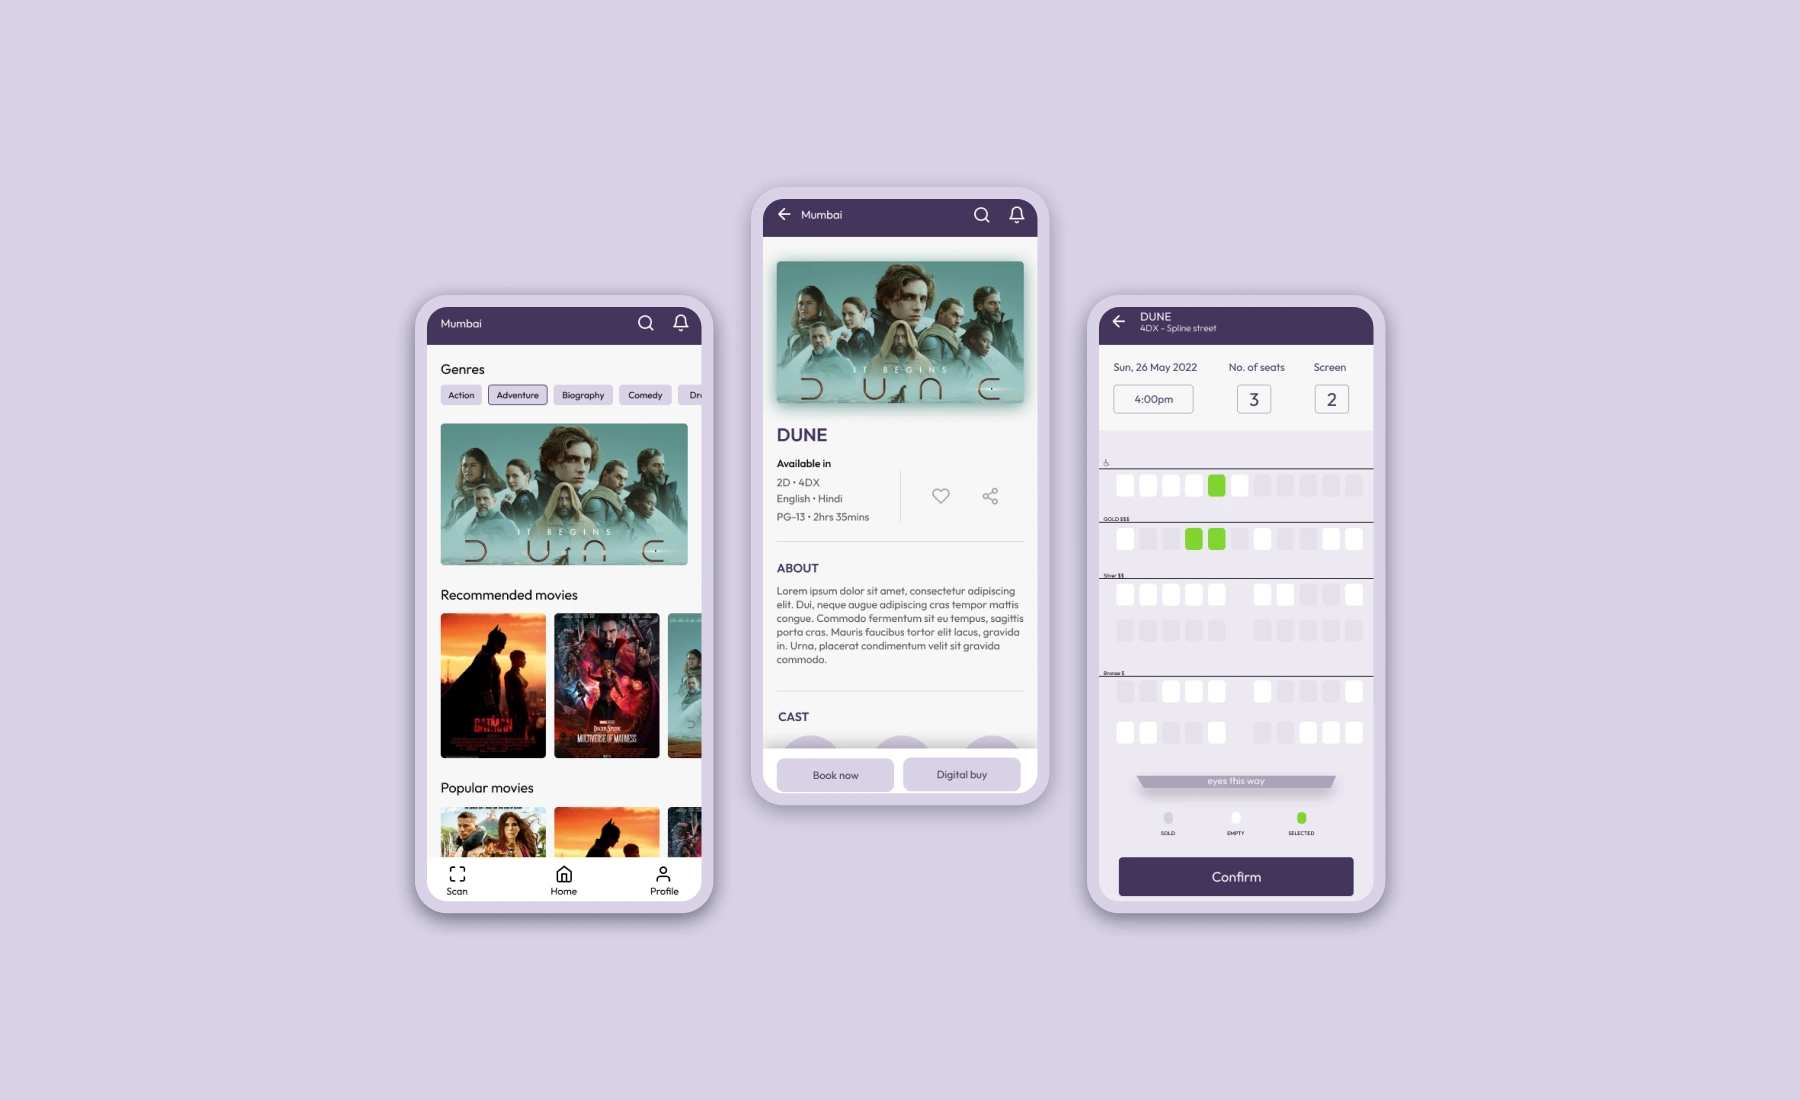 Mumbai
Genres
Action
Adventure
Biography
Comedy
Dr
IT BEGINS
DUNE
Recommended movies
BATMAN
MARVEL STUDIOS
DOCTOR STRANGE
MULTIVERSE OF MADNESS
Popular movies
Scan
Home
Profile
Mumbai
IT BEGINS
DUNE
DUNE
Available in
2D • 4DX
English • Hindi
PG-13 • 2hrs 35mins
ABOUT
Lorem ipsum dolor sit amet, consectetur adipiscing
elit. Dui, neque augue adipiscing cras tempor mattis
congue. Commodo fermentum sit eu tempus, sagittis
porta cras. Mauris faucibus tortor elit lacus, gravida
in. Urna, placerat condimentum velit sit gravida
commodo.
CAST
Book now
Digital buy
DUNE
4DX - Spline street
Sun, 26 May 2022
No. of seats
Screen
4:00pm
3
2
GOLD $$$
Silver $$
Bronze $
eyes this way
SOLD
EMPTY
SELECTED
Confirm